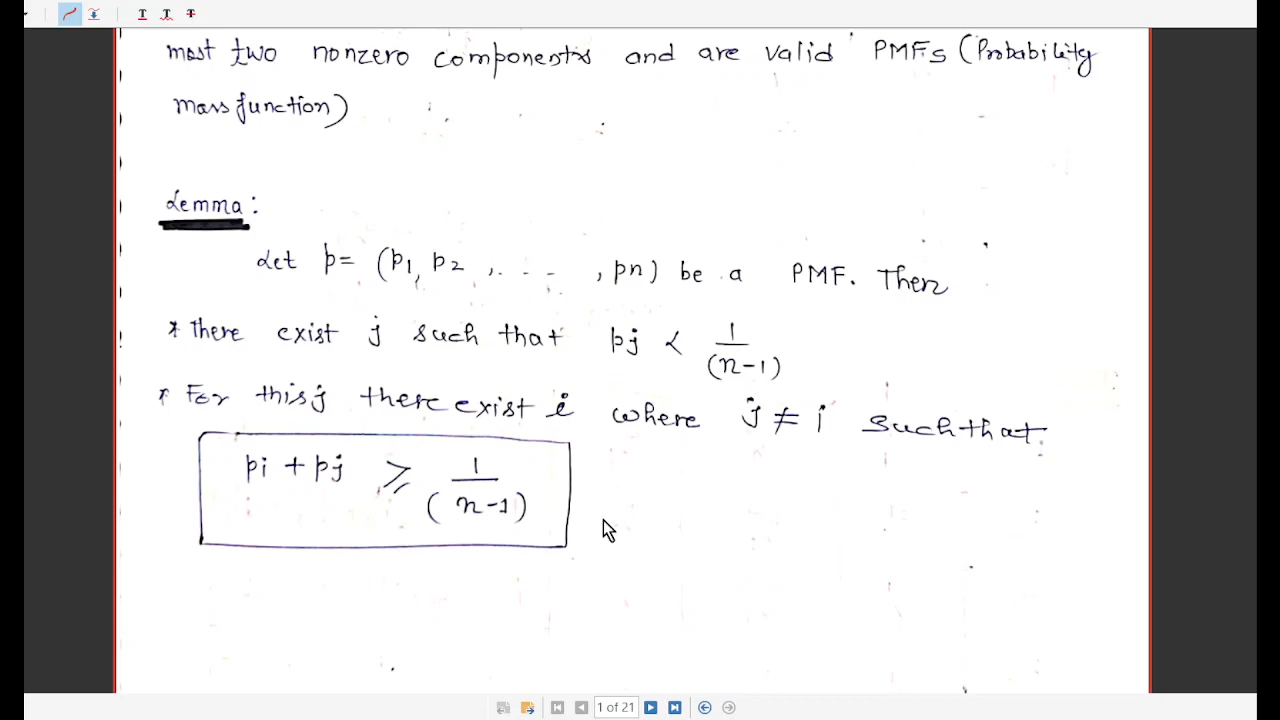 most two nonzero components and are valid PMFs (Probability
mass function)
Lemma:
Let p= (p1, p2 , . . . . , pn) be a PMF. Then
* There exist j such that pj < 1/(n-1)
* For this j there exist i where j ≠ i such that
pi + pj ≥ 1/(n-1)
1 of 21